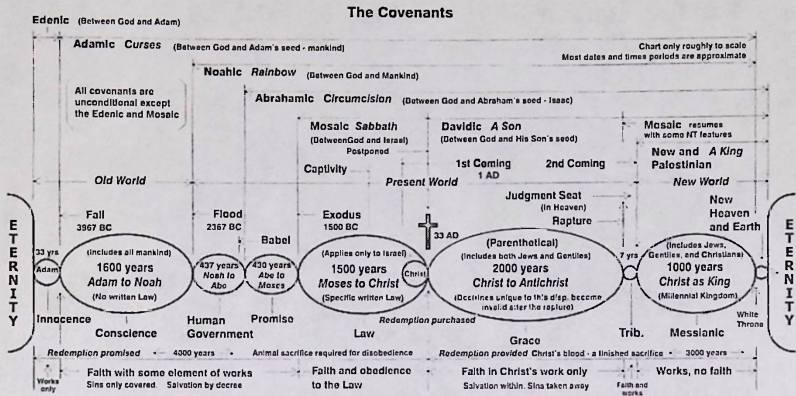 The Covenants
Edenic (Between God and Adam)
Adamic Curses (Between God and Adam's seed - mankind)
Chart only roughly to scale
Most dates and times periods are approximate
Noahic Rainbow (Between God and Mankind)
All covenants are
unconditional except
the Edenic and Mosaic
Abrahamic Circumcision (Between God and Abraham's seed - Isaac)
Mosaic Sabbath
(Between God and Israel)
Postponed
Davidic A Son
(Between God and His Son's seed)
Mosaic resumes
with some NT features
Captivity
1st Coming
1 AD
2nd Coming
New and A King
Palestinian
Old World
Present World
New World
Judgment Seat
(in Heaven)
Rapture
New
Heaven
and Earth
Fall
3967 BC
Flood
2367 BC
Babel
Exodus
1500 BC
33 AD
ETERNITY
33 yrs
Adam
(Includes all mankind)
1600 years
Adam to Noah
(No written Law)
437 years
Noah to
Abe
430 years
Abe to
Moses
(Applies only to Israel)
1500 years
Moses to Christ
(Specific written Law)
Christ
(Parenthetical)
(Includes both Jews and Gentiles)
2000 years
Christ to Antichrist
(Doctrines unique to this disp. become
invalid after the rapture)
7 yrs
(Includes Jews,
Gentiles, and Christians)
1000 years
Christ as King
(Millennial Kingdom)
ETERNITY
Innocence
Conscience
Human
Government
Promise
Law
Redemption purchased
Grace
Trib.
Messianic
White
Throne
Redemption promised • 4000 years • Animal sacrifice required for disobedience
Redemption provided Christ's blood - a finished sacrifice • 3000 years •
Works
only
Faith with some element of works
Sins only covered. Salvation by decree
Faith and obedience
to the Law
Faith in Christ's work only
Salvation within. Sins taken away
Faith and
works
Works, no faith